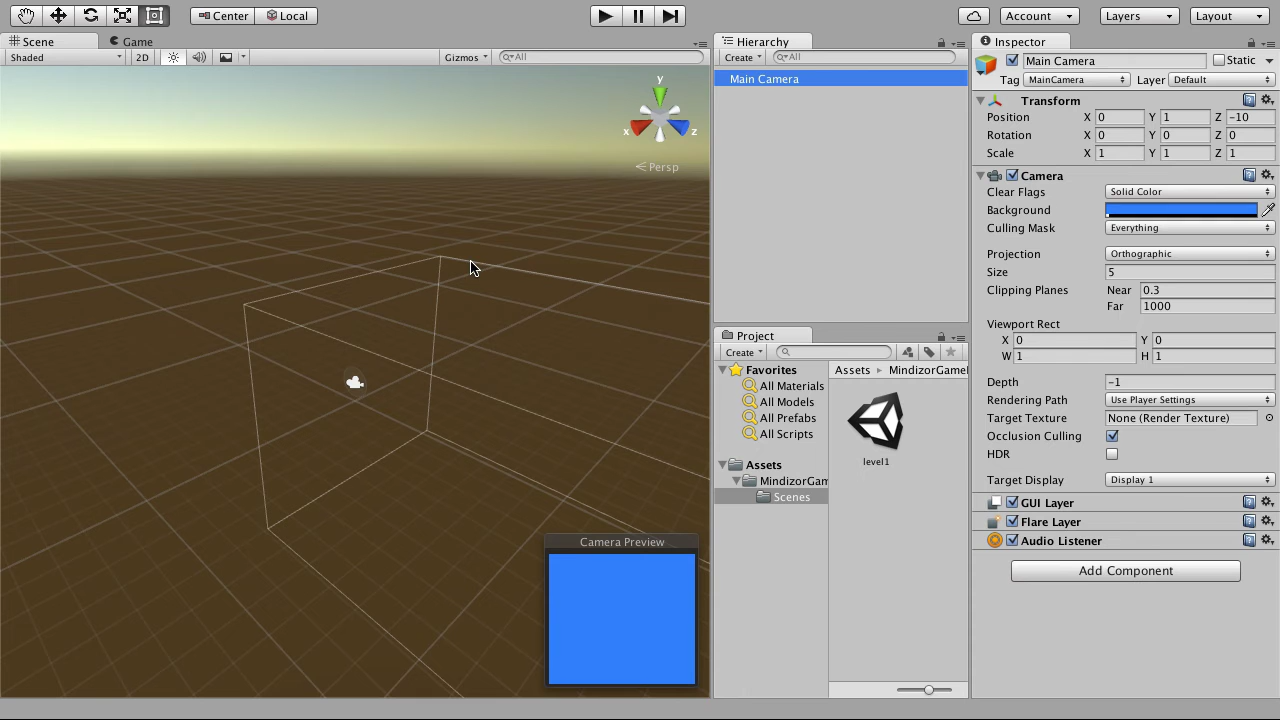 Center Local
Account Layers Layout
Scene Game
Shaded 2D Gizmos All
y
x z
Persp
Camera Preview
Hierarchy
Create All
Main Camera
Project
Create
Favorites
All Materials
All Models
All Prefabs
All Scripts
Assets
MindizorGam
Scenes
Assets MindizorGame
level1
Inspector
Main Camera Static
Tag MainCamera Layer Default
Transform
Position X 0 Y 1 Z -10
Rotation X 0 Y 0 Z 0
Scale X 1 Y 1 Z 1
Camera
Clear Flags Solid Color
Background
Culling Mask Everything
Projection Orthographic
Size 5
Clipping Planes Near 0.3
Far 1000
Viewport Rect
X 0 Y 0
W 1 H 1
Depth -1
Rendering Path Use Player Settings
Target Texture None (Render Texture)
Occlusion Culling
HDR
Target Display Display 1
GUI Layer
Flare Layer
Audio Listener
Add Component